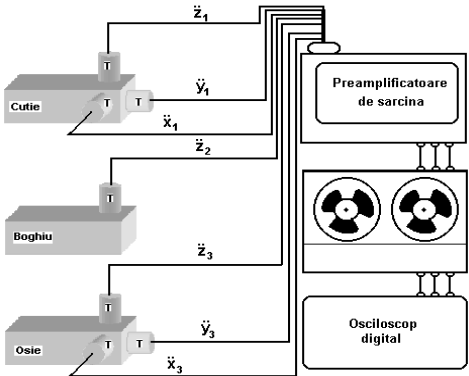 z̈₁
T
Cutie
T
T
ÿ₁
ẍ₁
z̈₂
T
Boghiu
z̈₃
T
Osie
T
T
ÿ₃
ẍ₃
Preamplificatoare
de sarcina
Osciloscop
digital